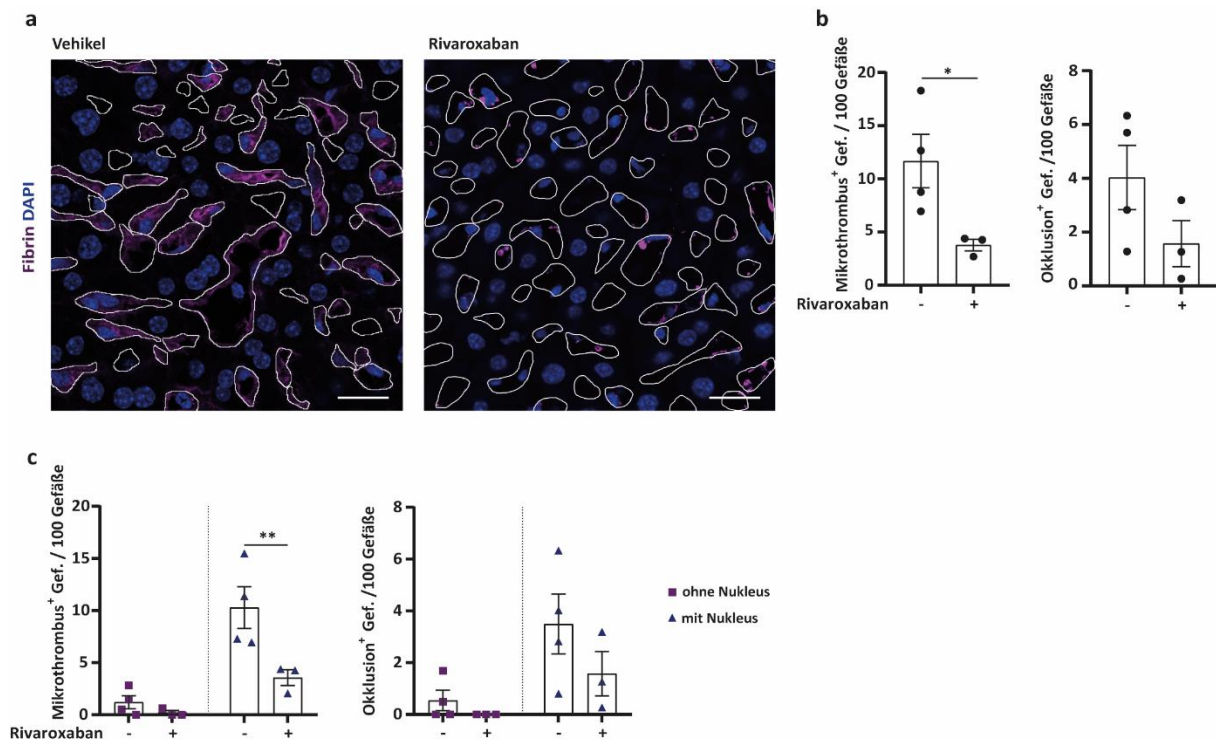 a
Vehikel
Rivaroxaban
Fibrin DAPI
b
Mikrothrombus+ Gef. / 100 Gefäße
20
15
10
5
0
*
Rivaroxaban - +
Okklusion+ Gef. /100 Gefäße
8
6
4
2
0
- +
c
Mikrothrombus+ Gef. / 100 Gefäße
20
15
10
5
0
**
Rivaroxaban - + - +
Okklusion+ Gef. /100 Gefäße
8
6
4
2
0
- + - +
ohne Nukleus
mit Nukleus